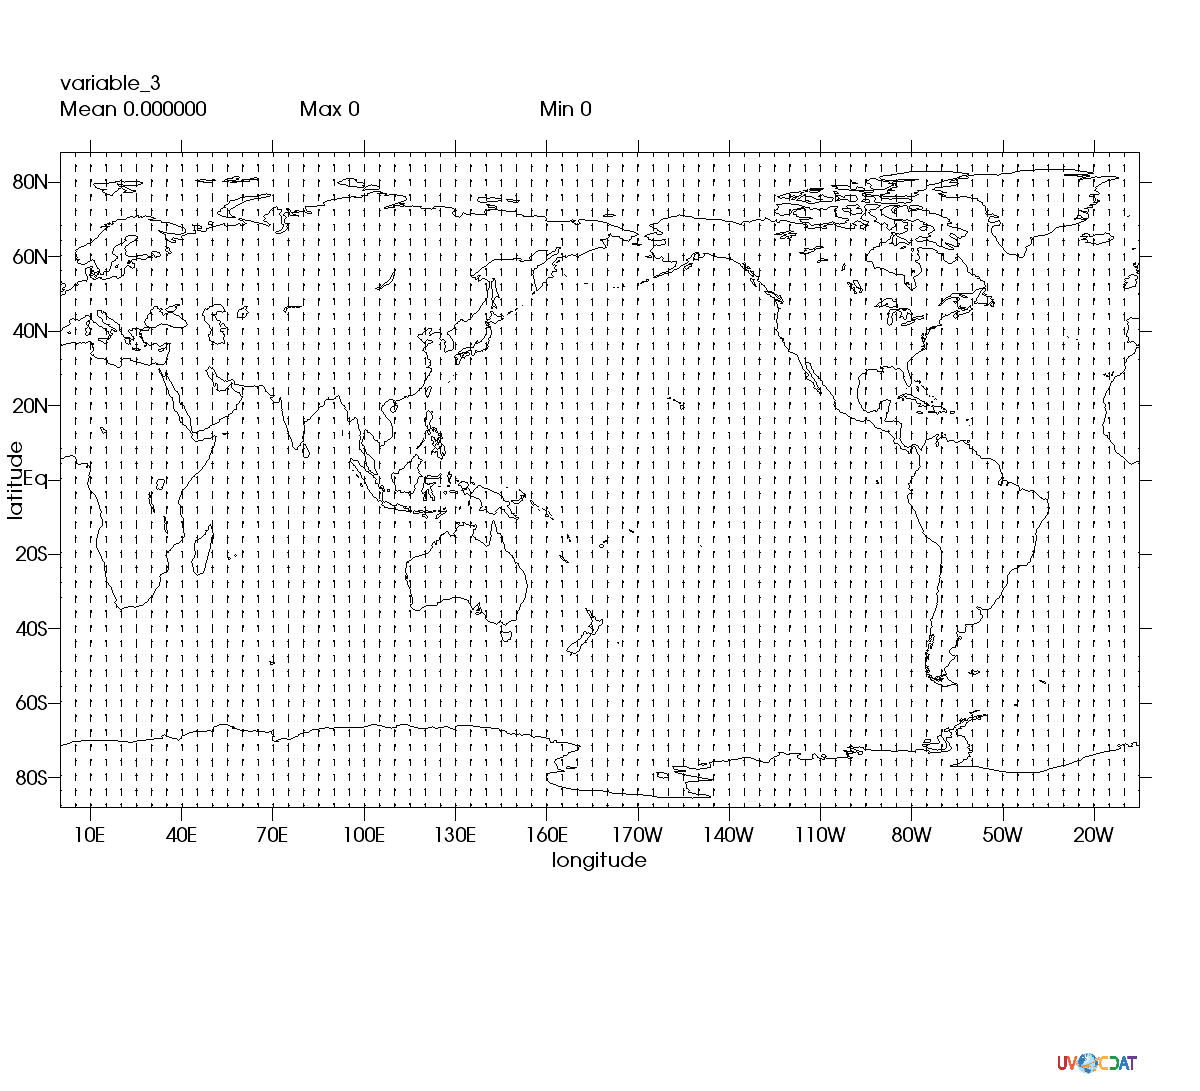 variable_3
Mean 0.000000 Max 0 Min 0
80N
60N
40N
20N
Eq
20S
40S
60S
80S
latitude
10E 40E 70E 100E 130E 160E 170W 140W 110W 80W 50W 20W
longitude
UV CDAT